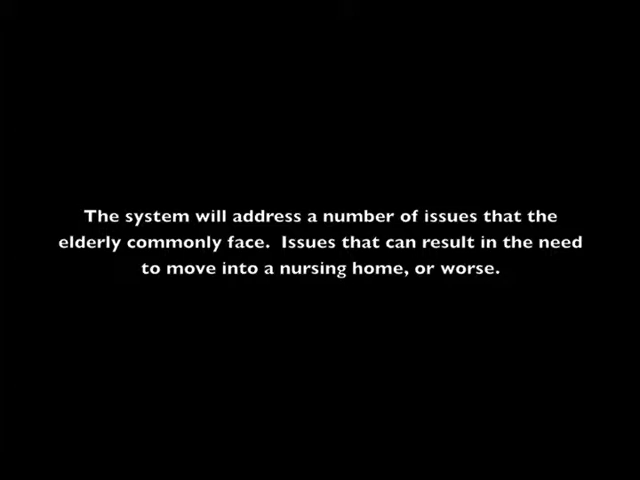 The system will address a number of issues that the
elderly commonly face.  Issues that can result in the need
to move into a nursing home, or worse.